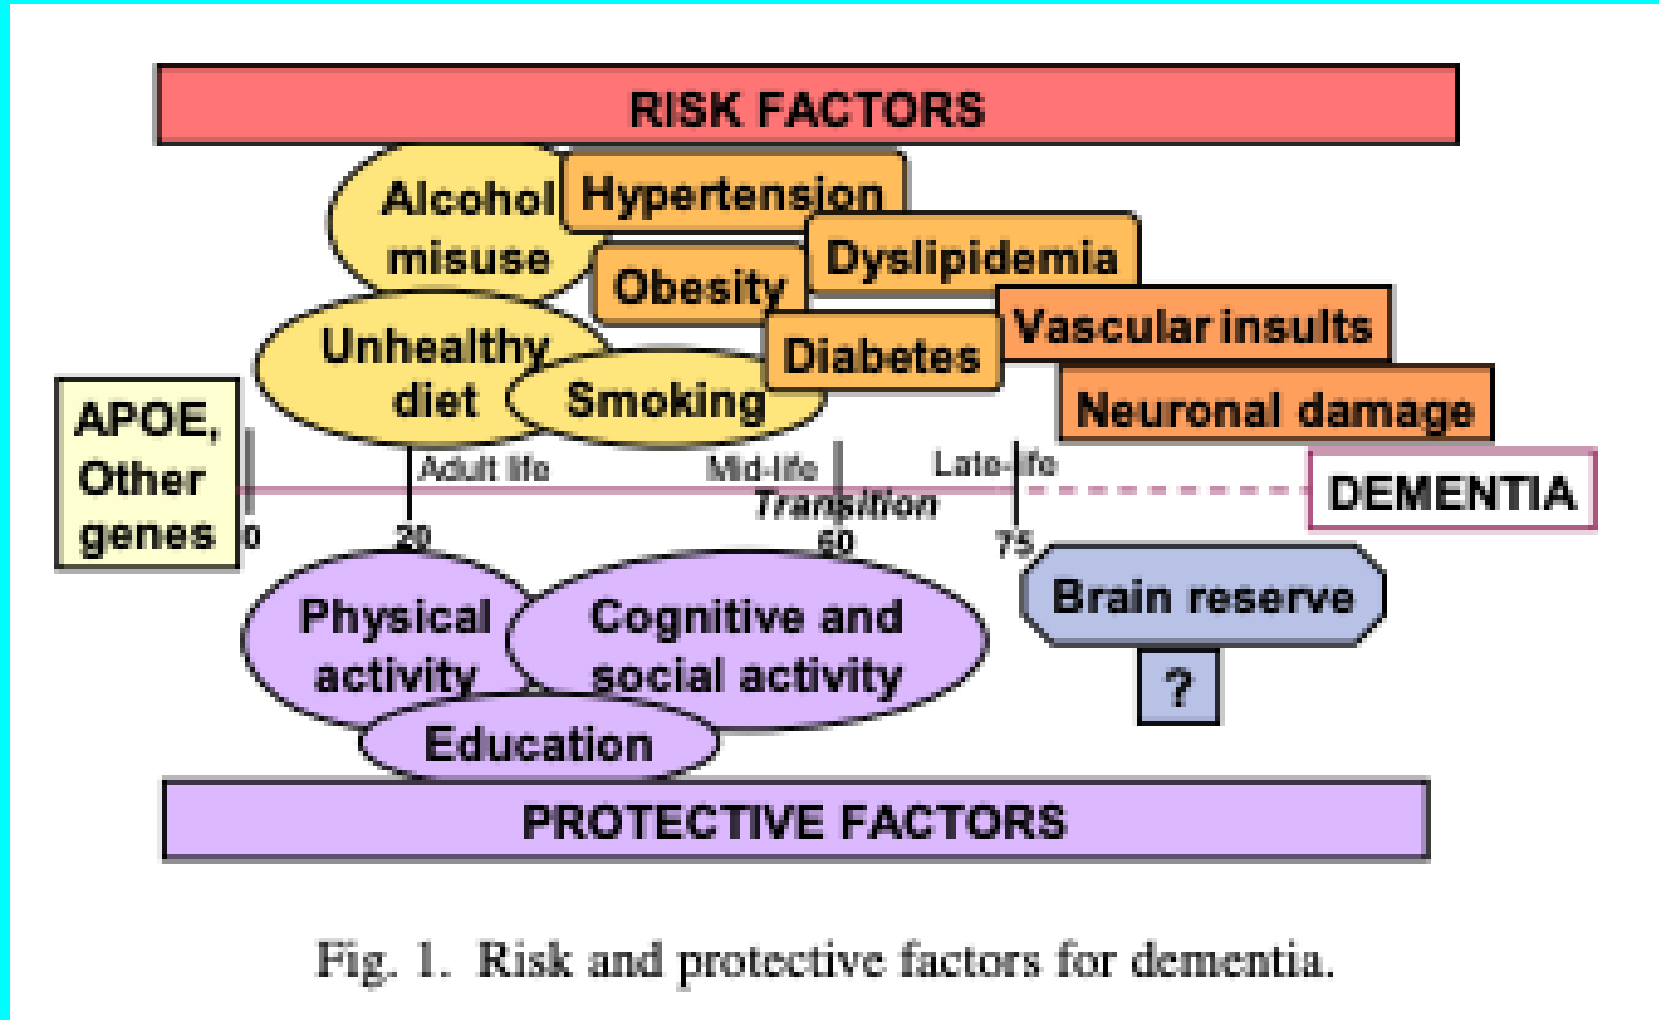 RISK FACTORS
Alcohol
misuse
Hypertension
Obesity
Dyslipidemia
Unhealthy
diet
Smoking
Diabetes
Vascular insults
Neuronal damage
APOE,
Other
genes
Adult life
Mid-life
Late-life
Transition
DEMENTIA
0
20
60
75
Physical
activity
Cognitive and
social activity
Education
Brain reserve
?
PROTECTIVE FACTORS
Fig. 1. Risk and protective factors for dementia.